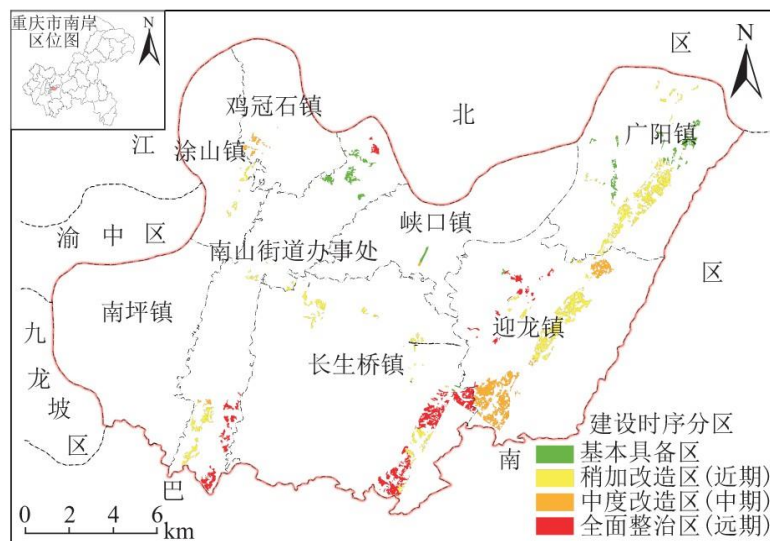 重庆市南岸
区位图
N
N
区
北
鸡冠石镇
广阳镇
江
涂山镇
峡口镇
渝中区
南山街道办事处
区
南坪镇
迎龙镇
九龙坡区
长生桥镇
建设时序分区
南
基本具备区
巴
稍加改造区(近期)
中度改造区(中期)
全面整治区(远期)
0 2 4 6
km